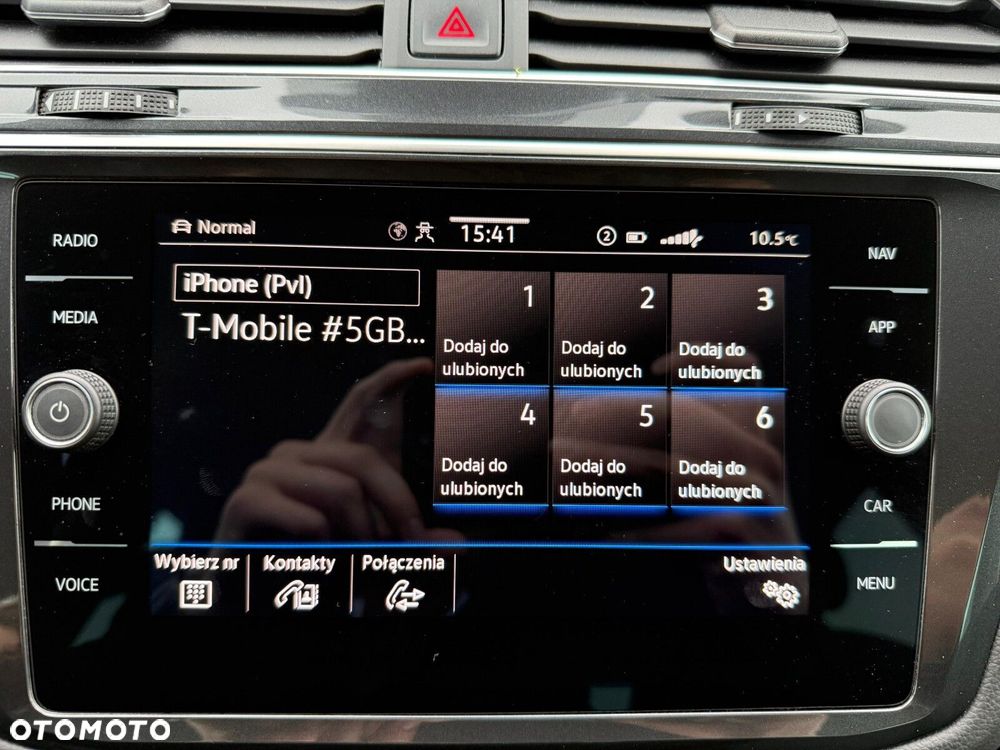 Normal
15:41
2
10.5°C
RADIO
MEDIA
PHONE
VOICE
iPhone (Pvl)
T-Mobile #5GB...
1
Dodaj do
ulubionych
2
Dodaj do
ulubionych
3
Dodaj do
ulubionych
4
Dodaj do
ulubionych
5
Dodaj do
ulubionych
6
Dodaj do
ulubionych
Wybierz nr
Kontakty
Połączenia
Ustawienia
NAV
APP
CAR
MENU
OTOMOTO